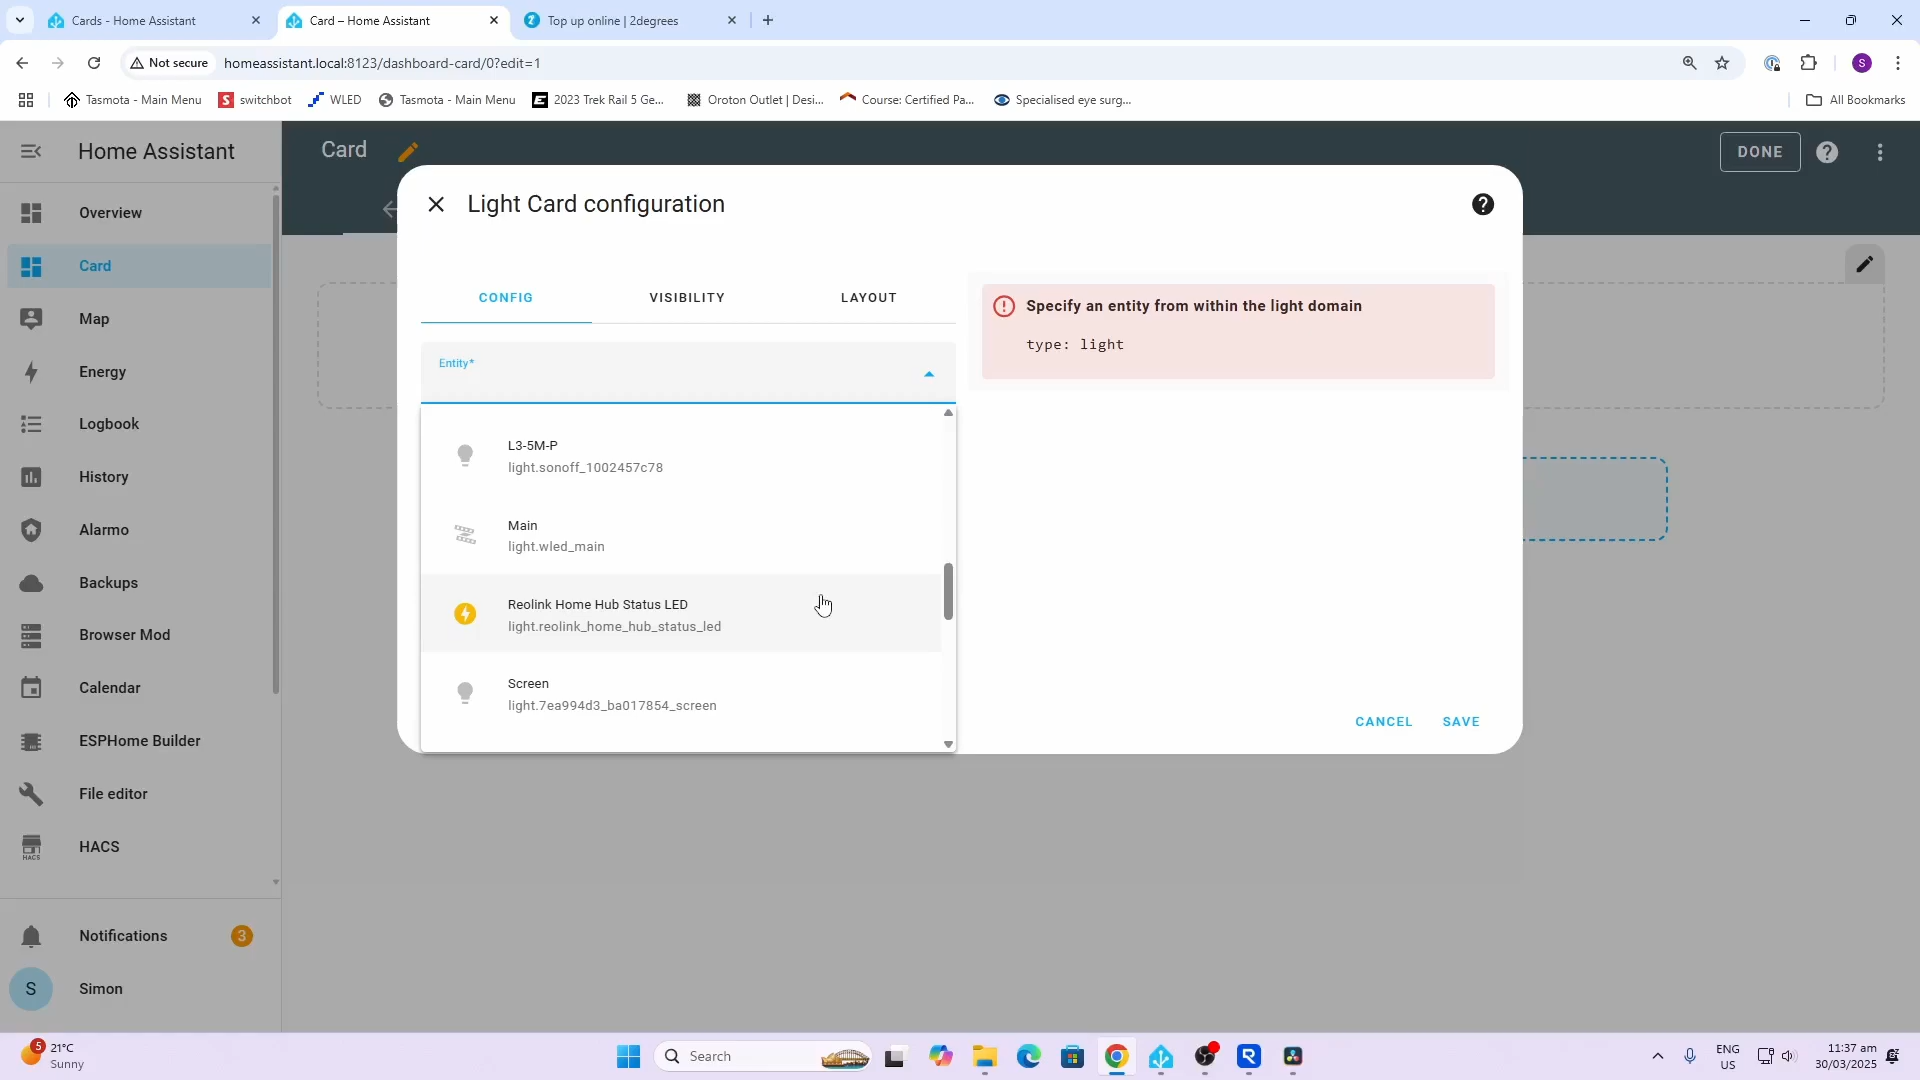 Cards - Home Assistant
Card – Home Assistant
Top up online | 2degrees
Not secure
homeassistant.local:8123/dashboard-card/0?edit=1
S
Tasmota - Main Menu
switchbot
WLED
Tasmota - Main Menu
2023 Trek Rail 5 Ge...
Oroton Outlet | Desi...
Course: Certified Pa...
Specialised eye surg...
All Bookmarks
Home Assistant
Card
DONE
Overview
Card
Map
Energy
Logbook
History
Alarmo
Backups
Browser Mod
Calendar
ESPHome Builder
File editor
HACS
HACS
Notifications
3
S
Simon
Light Card configuration
CONFIG
VISIBILITY
LAYOUT
Entity*
L3-5M-P
light.sonoff_1002457c78
Main
light.wled_main
Reolink Home Hub Status LED
light.reolink_home_hub_status_led
Screen
light.7ea994d3_ba017854_screen
Specify an entity from within the light domain
type: light
CANCEL
SAVE
5
21°C
Sunny
Search
ENG
US
11:37 am
30/03/2025